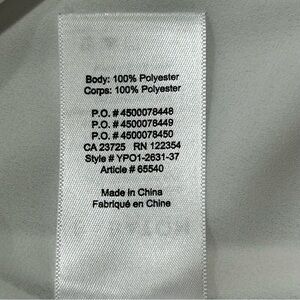 Body: 100% Polyester
Corps: 100% Polyester
P.O. # 4500078448
P.O. # 4500078449
P.O. # 4500078450
CA 23725 RN 122354
Style # YPO1-2631-37
Article # 65540
Made in China
Fabriqué en Chine